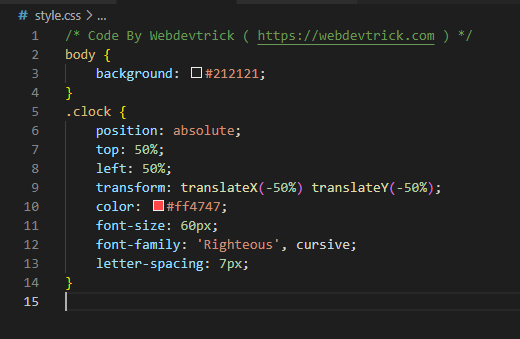 # style.css > ...
1 /* Code By Webdevtrick ( https://webdevtrick.com ) */
2 body {
3 background: #212121;
4 }
5 .clock {
6 position: absolute;
7 top: 50%;
8 left: 50%;
9 transform: translateX(-50%) translateY(-50%);
10 color: #ff4747;
11 font-size: 60px;
12 font-family: 'Righteous', cursive;
13 letter-spacing: 7px;
14 }
15